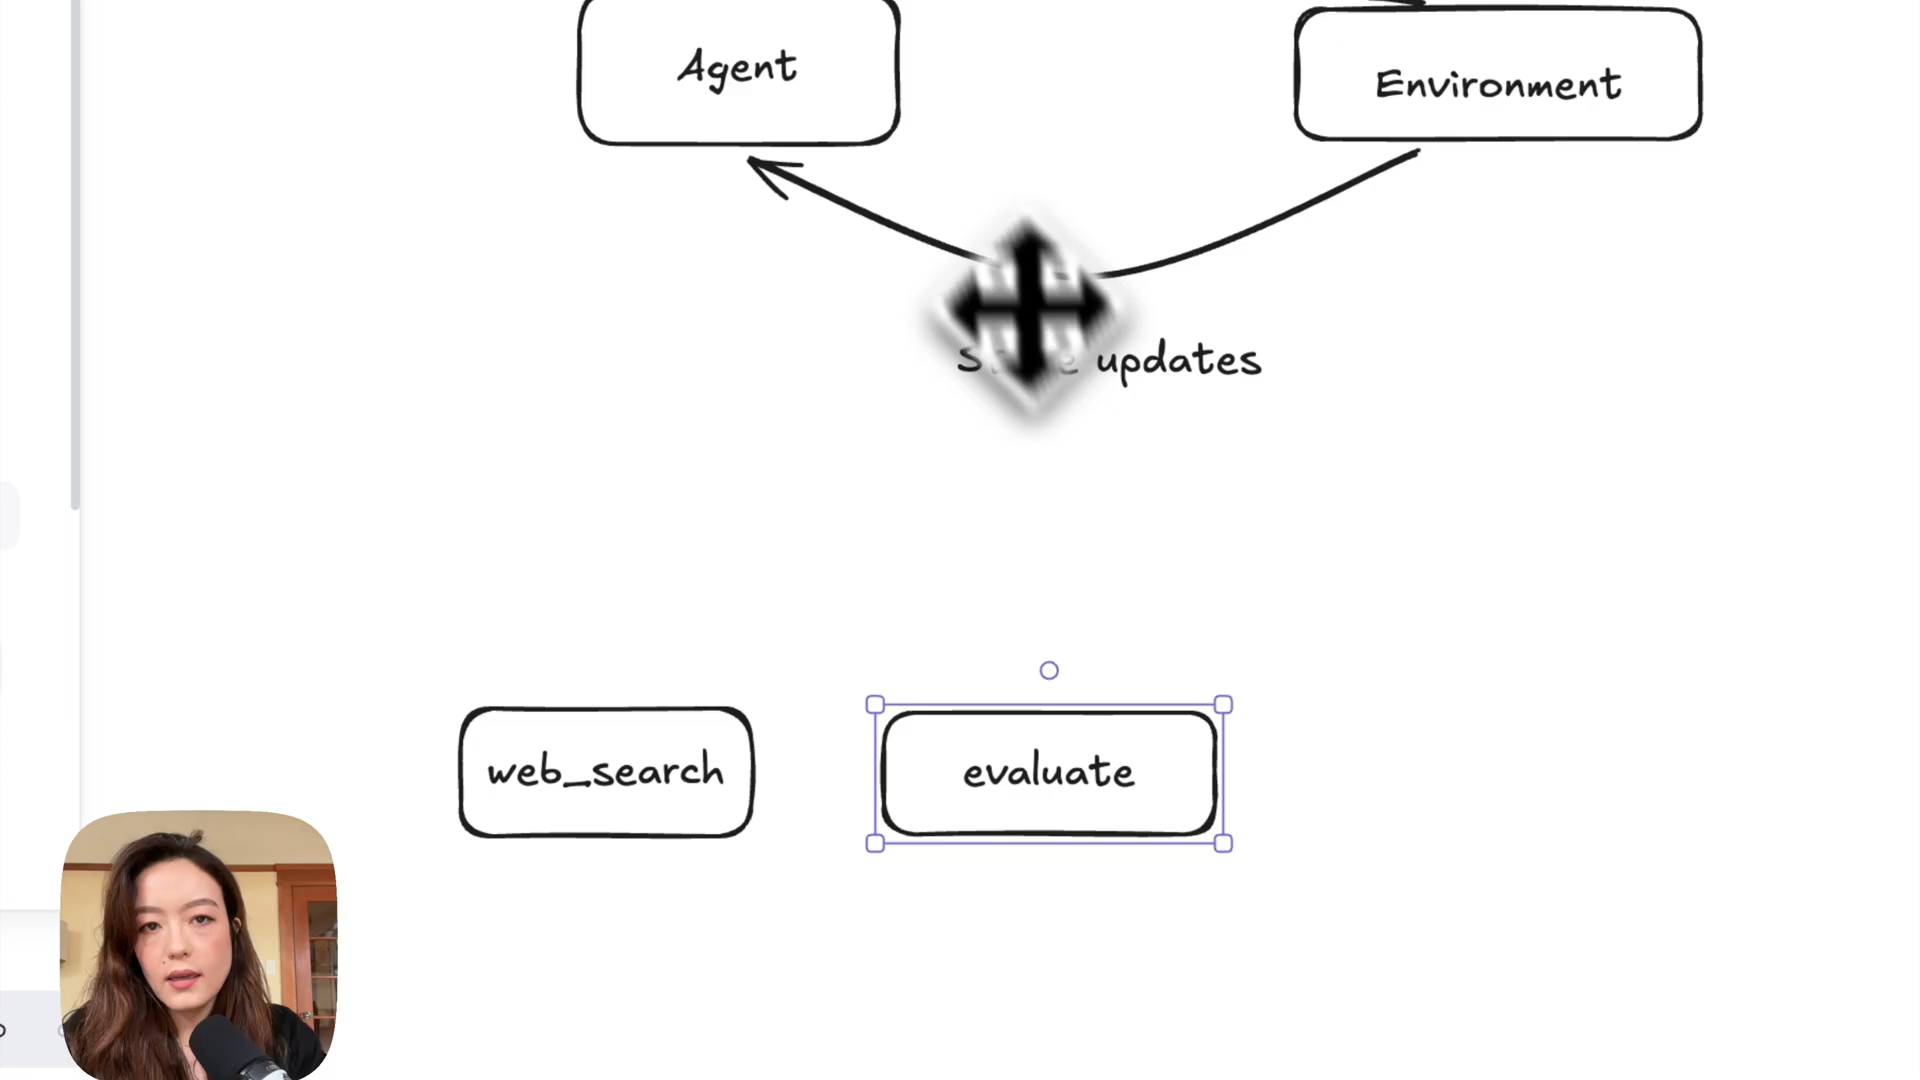 Agent
Environment
updates
web_search
evaluate